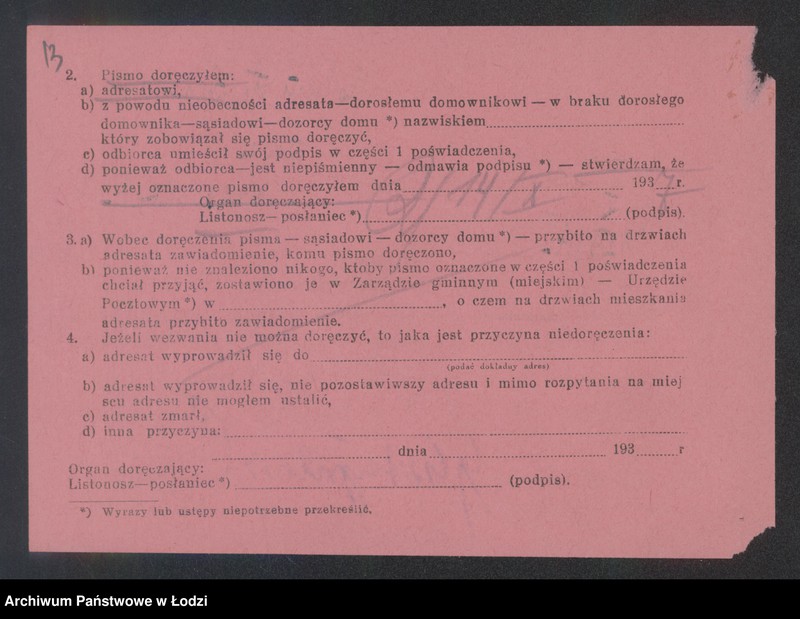 13
2. Pismo doręczyłem:
a) adresatowi,
b) z powodu nieobecności adresata—dorosłemu domownikowi — w braku dorosłego
domownika—sąsiadowi—dozorcy domu *) nazwiskiem
który zobowiązał się pismo doręczyć,
c) odbiorca umieścił swój podpis w części 1 poświadczenia,
d) ponieważ odbiorca—jest niepiśmienny — odmawia podpisu *) — stwierdzam, że
wyżej oznaczone pismo doręczyłem dnia 14/X 1937 r.
Organ doręczający:
Listonosz— posłaniec *) (podpis).
3. a) Wobec doręczenia pisma — sąsiadowi — dozorcy domu *) — przybito na drzwiach
adresata zawiadomienie, komu pismo doręczono,
b) ponieważ nie znaleziono nikogo, ktoby pismo oznaczone w części 1 poświadczenia
chciał przyjąć, zostawiono je w Zarządzie gminnym (miejskim) — Urzędzie
Pocztowym *) w , o czem na drzwiach mieszkania
adresata przybito zawiadomienie.
4. Jeżeli wezwania nie można doręczyć, to jaka jest przyczyna niedoręczenia:
a) adresat wyprowadził się do
(podać dokładny adres)
b) adresat wyprowadził się, nie pozostawiwszy adresu i mimo rozpytania na miej
scu adresu nie mogłem ustalić,
c) adresat zmarł,
d) inna przyczyna:
dnia 193 r
Organ doręczający:
Listonosz—posłaniec *) (podpis).
*) Wyrazy lub ustępy niepotrzebne przekreślić.
Archiwum Państwowe w Łodzi